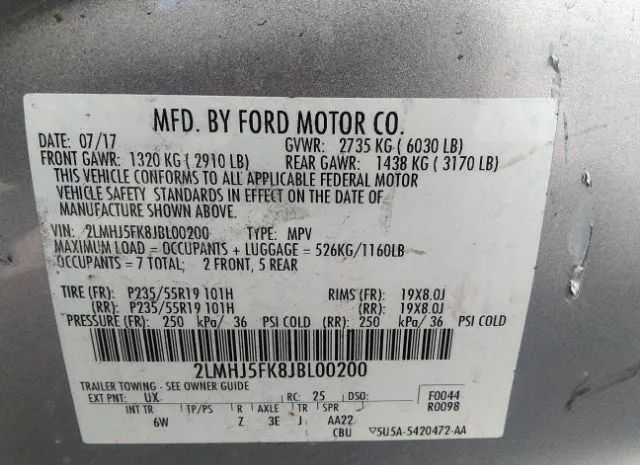 MFD. BY FORD MOTOR CO.
DATE: 07/17 GVWR: 2735 KG ( 6030 LB)
FRONT GAWR: 1320 KG ( 2910 LB) REAR GAWR: 1438 KG ( 3170 LB)
THIS VEHICLE CONFORMS TO ALL APPLICABLE FEDERAL MOTOR
VEHICLE SAFETY STANDARDS IN EFFECT ON THE DATE OF
MANUFACTURE SHOWN ABOVE.
VIN: 2LMHJ5FK8JBL00200 TYPE: MPV
MAXIMUM LOAD = OCCUPANTS + LUGGAGE = 526KG/1160LB
OCCUPANTS = 7 TOTAL; 2 FRONT, 5 REAR
TIRE (FR): P235/55R19 101H RIMS (FR): 19X8.0J
(RR): P235/55R19 101H (RR): 19X8.0J
PRESSURE (FR) 250 kPa/ 36 PSI COLD (RR) 250 kPa/ 36 PSI COLD
2LMHJ5FK8JBL00200
TRAILER TOWING - SEE OWNER GUIDE
EXT PNT: UX RC: 25 DSO: F0044
R0098
INT TR TP/PS R AXLE TR SPR
6W Z 3E J AA22
CBU 5U5A-5420472-AA